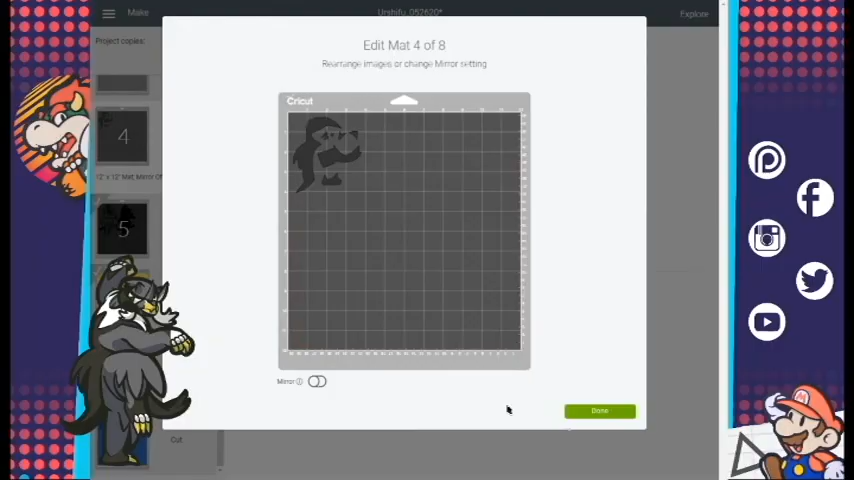 Make
Urshifu_052620*
Explore
Project copies:
Edit Mat 4 of 8
Rearrange images or change Mirror setting
Cricut
4
12" x 12" Mat, Mirror Of
5
Mirror
Done
Cut